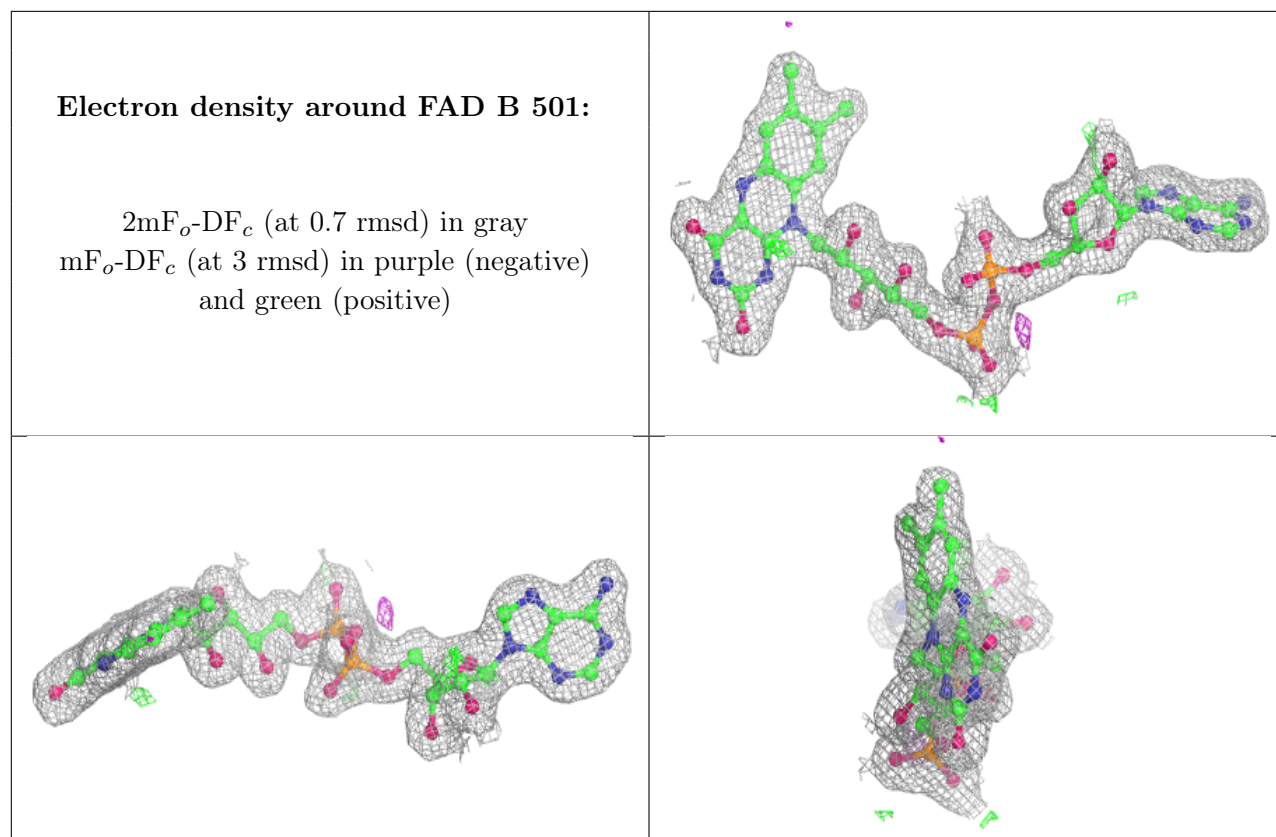 Electron density around FAD B 501:
2mFo-DFc (at 0.7 rmsd) in gray
mFo-DFc (at 3 rmsd) in purple (negative)
and green (positive)